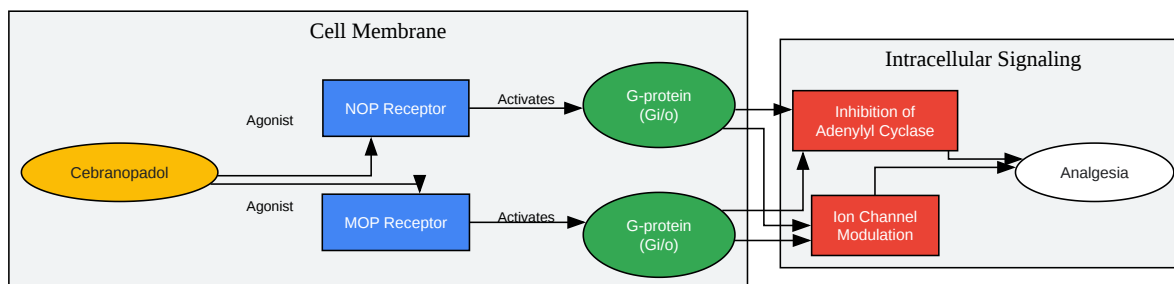 Cell Membrane
Intracellular Signaling
Cebranopadol
Agonist
Agonist
NOP Receptor
MOP Receptor
Activates
Activates
G-protein
(Gi/o)
G-protein
(Gi/o)
Inhibition of
Adenylyl Cyclase
Ion Channel
Modulation
Analgesia